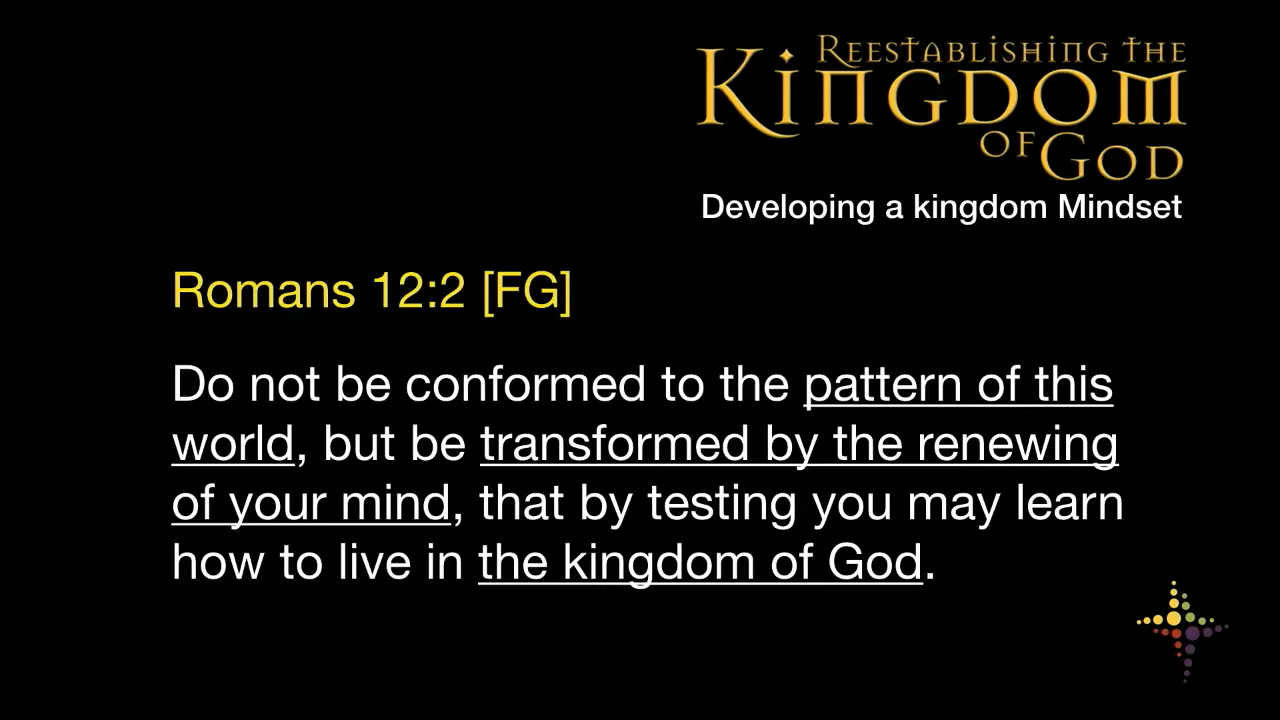 Reestablishing the
Kingdom
of God
Developing a kingdom Mindset
Romans 12:2 [FG]
Do not be conformed to the pattern of this
world, but be transformed by the renewing
of your mind, that by testing you may learn
how to live in the kingdom of God.